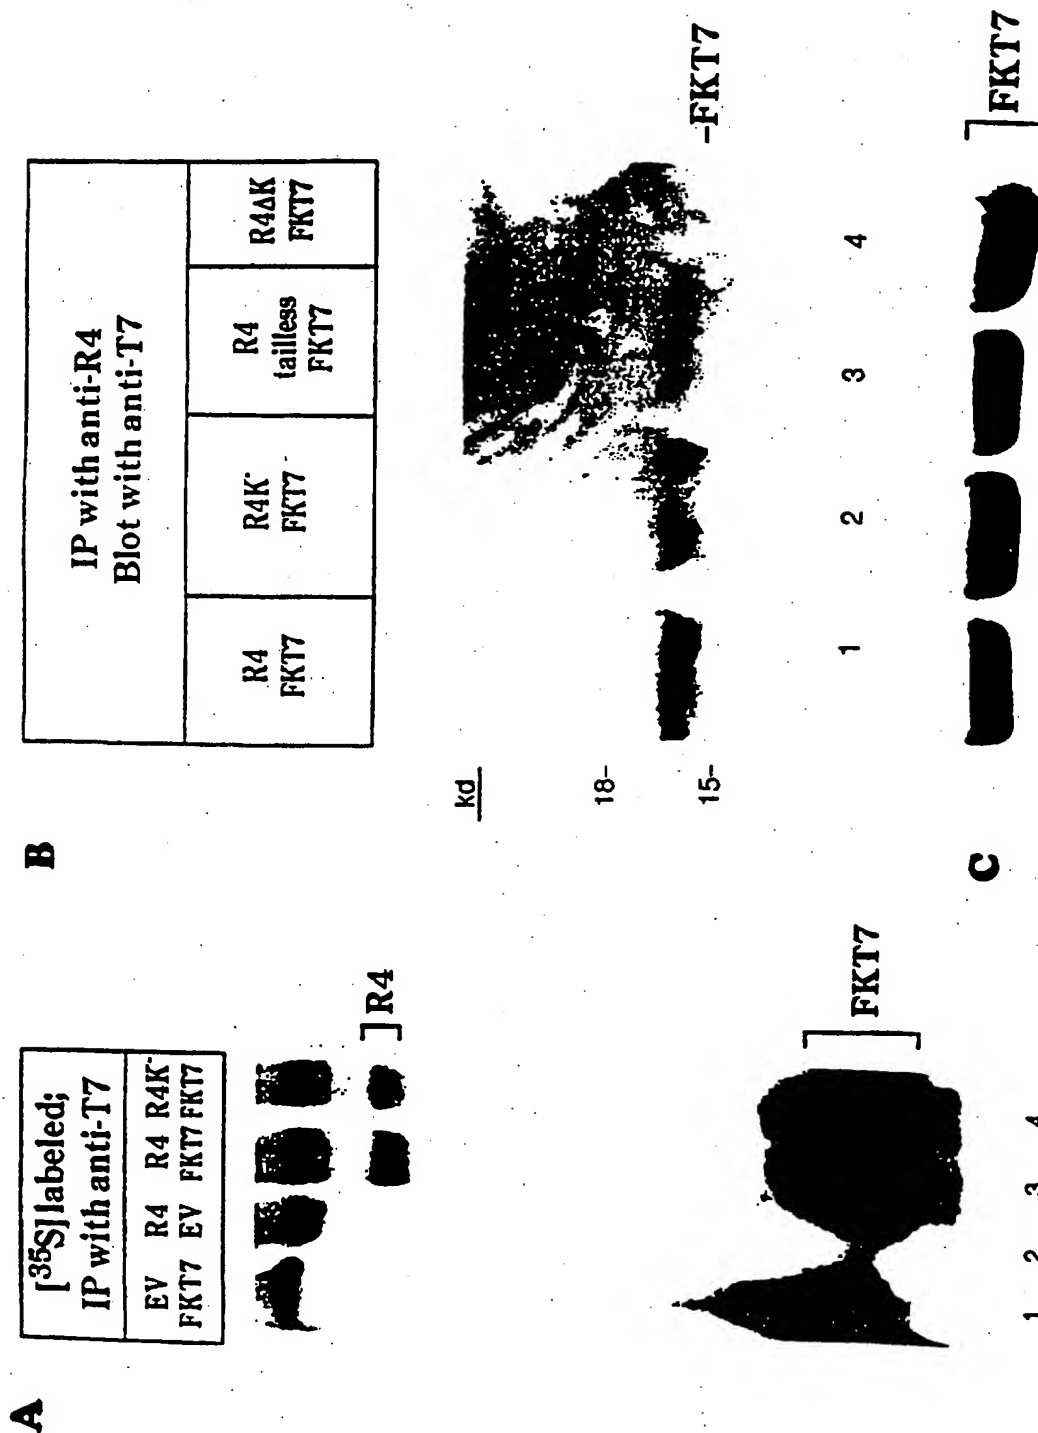 A
[³⁵S] labeled;
IP with anti-T7
EV R4 R4 R4K⁻
FKT7 EV FKT7 FKT7
]R4
FKT7
1 2 3 4
B
IP with anti-R4
Blot with anti-T7
R4 FKT7
R4K⁻ FKT7
R4 tailless FKT7
R4ΔK FKT7
kd
18-
15-
-FKT7
1 2 3 4
C
FKT7